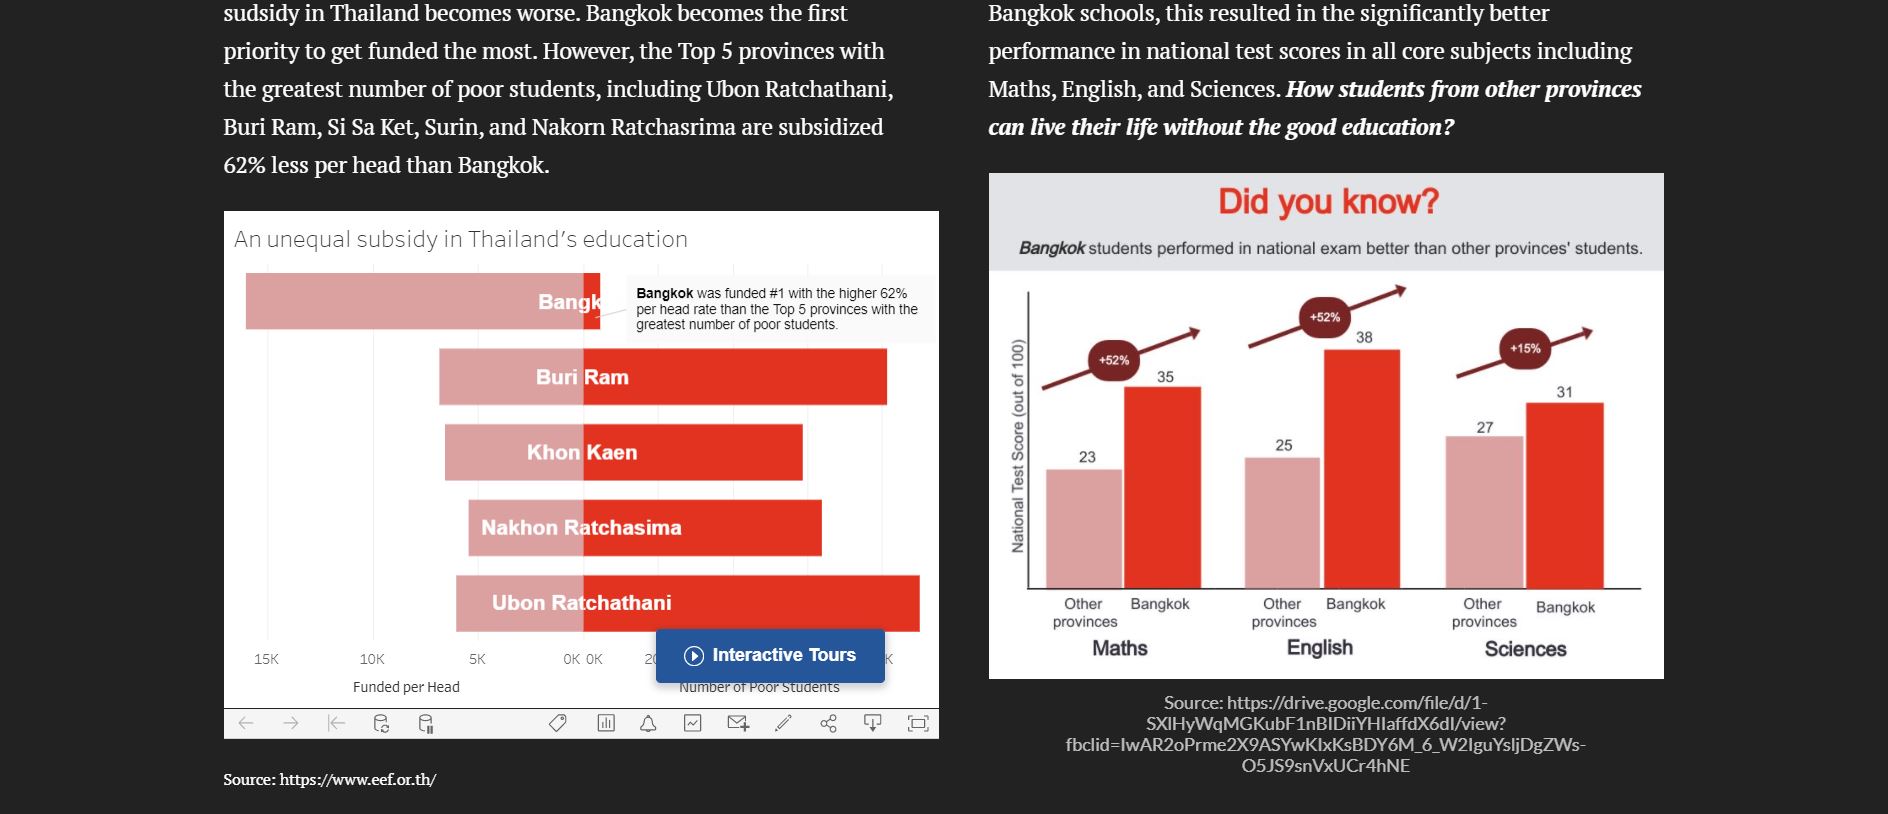 sudsidy in Thailand becomes worse. Bangkok becomes the first
priority to get funded the most. However, the Top 5 provinces with
the greatest number of poor students, including Ubon Ratchathani,
Buri Ram, Si Sa Ket, Surin, and Nakorn Ratchasrima are subsidized
62% less per head than Bangkok.
An unequal subsidy in Thailand's education
Bangk
Bangkok was funded #1 with the higher 62%
per head rate than the Top 5 provinces with the
greatest number of poor students.
Buri Ram
Khon Kaen
Nakhon Ratchasima
Ubon Ratchathani
15K 10K 5K 0K 0K 20 K
Interactive Tours
Funded per Head
Number of Poor Students
Source: https://www.eef.or.th/
Bangkok schools, this resulted in the significantly better
performance in national test scores in all core subjects including
Maths, English, and Sciences. How students from other provinces
can live their life without the good education?
Did you know?
Bangkok students performed in national exam better than other provinces' students.
National Test Score (out of 100)
+52%
23
35
Other
provinces
Bangkok
Maths
+52%
25
38
Other
provinces
Bangkok
English
+15%
27
31
Other
provinces
Bangkok
Sciences
Source: https://drive.google.com/file/d/1-
SXlHyWqMGKubF1nBIDiiYHIaffdX6dI/view?
fbclid=IwAR2oPrme2X9ASYwKlxKsBDY6M_6_W2IguYsljDgZWs-
O5JS9snVxUCr4hNE